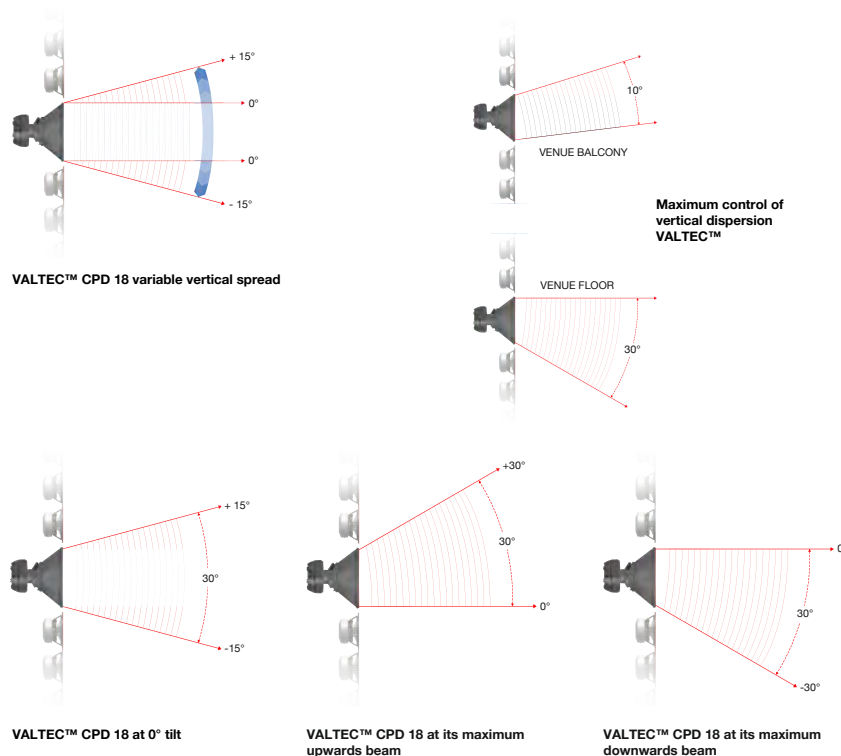 + 15°
0°
0°
- 15°
VALTEC™ CPD 18 variable vertical spread
10°
VENUE BALCONY
Maximum control of
vertical dispersion
VALTEC™
VENUE FLOOR
30°
+ 15°
30°
-15°
VALTEC™ CPD 18 at 0° tilt
+30°
30°
0°
VALTEC™ CPD 18 at its maximum
upwards beam
30°
-30°
VALTEC™ CPD 18 at its maximum
downwards beam